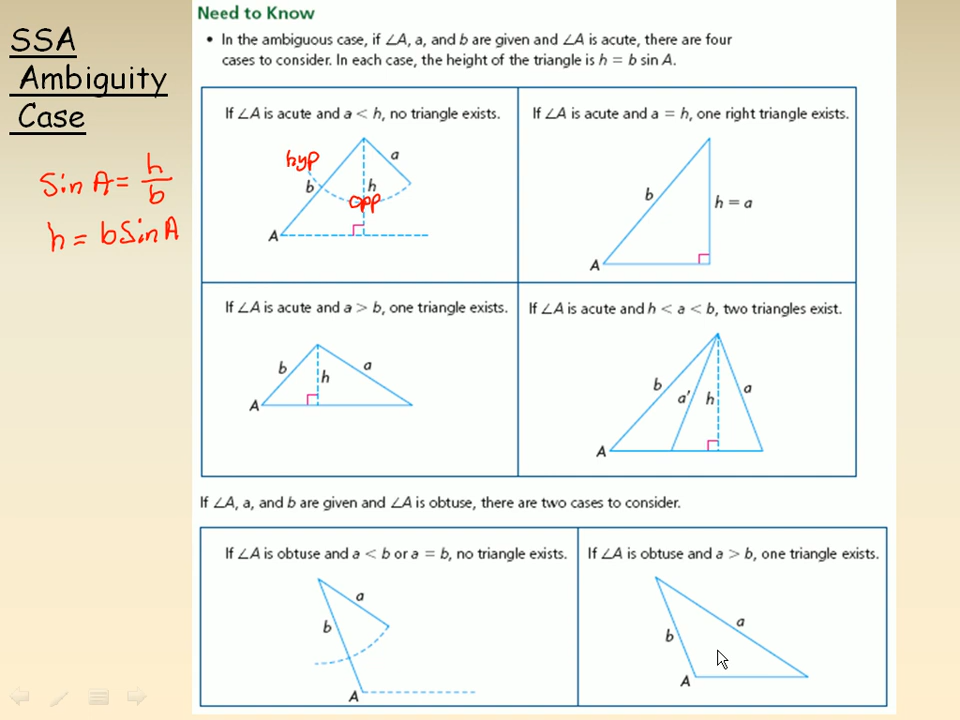 SSA
Ambiguity
Case
sin A = h/b
h = b Sin A
Need to Know
• In the ambiguous case, if ∠A, a, and b are given and ∠A is acute, there are four
cases to consider. In each case, the height of the triangle is h = b sin A.
If ∠A is acute and a < h, no triangle exists.
hyp
a
b
h
opp
A
If ∠A is acute and a = h, one right triangle exists.
b
h = a
A
If ∠A is acute and a > b, one triangle exists.
b
a
h
A
If ∠A is acute and h < a < b, two triangles exist.
b
a' h
a
A
If ∠A, a, and b are given and ∠A is obtuse, there are two cases to consider.
If ∠A is obtuse and a < b or a = b, no triangle exists.
a
b
A
If ∠A is obtuse and a > b, one triangle exists.
a
b
A